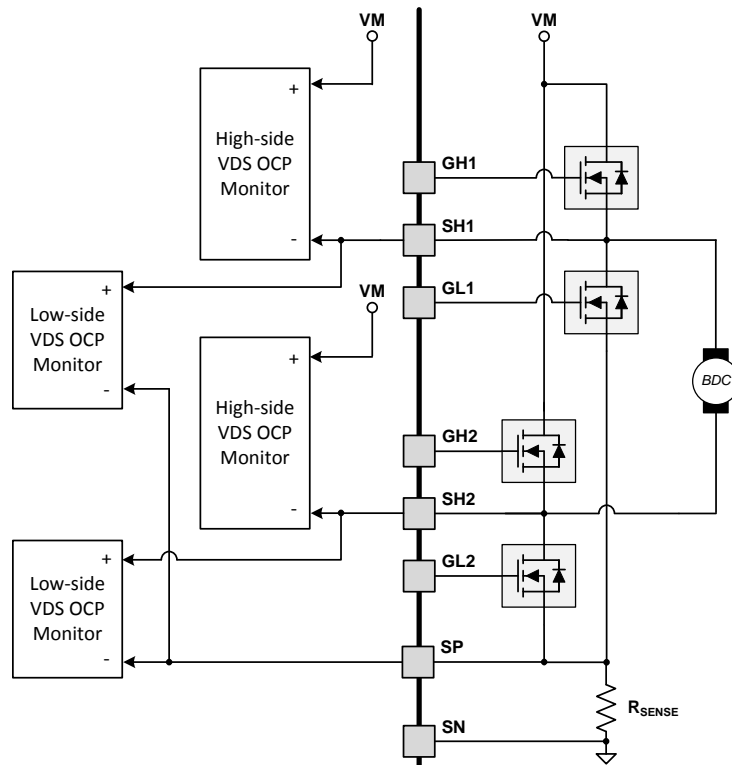 VM
VM
+
High-side
VDS OCP
Monitor
-
GH1
SH1
+
Low-side
VDS OCP
Monitor
-
GL1
VM
+
High-side
VDS OCP
Monitor
-
BDC
GH2
SH2
+
Low-side
VDS OCP
Monitor
-
GL2
SP
RSENSE
SN